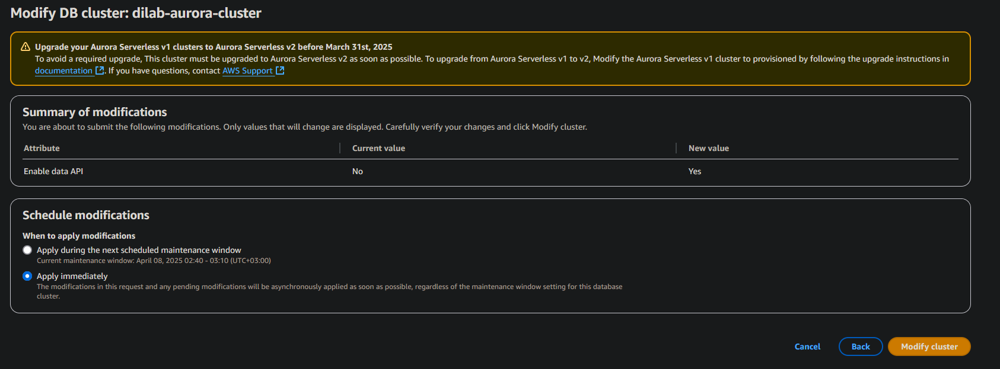 Modify DB cluster: dilab-aurora-cluster
Upgrade your Aurora Serverless v1 clusters to Aurora Serverless v2 before March 31st, 2025
To avoid a required upgrade, This cluster must be upgraded to Aurora Serverless v2 as soon as possible. To upgrade from Aurora Serverless v1 to v2, Modify the Aurora Serverless v1 cluster to provisioned by following the upgrade instructions in
documentation. If you have questions, contact AWS Support
Summary of modifications
You are about to submit the following modifications. Only values that will change are displayed. Carefully verify your changes and click Modify cluster.
Attribute Current value New value
Enable data API No Yes
Schedule modifications
When to apply modifications
Apply during the next scheduled maintenance window
Current maintenance window: April 08, 2025 02:40 - 03:10 (UTC+03:00)
Apply immediately
The modifications in this request and any pending modifications will be asynchronously applied as soon as possible, regardless of the maintenance window setting for this database
cluster.
Cancel Back Modify cluster